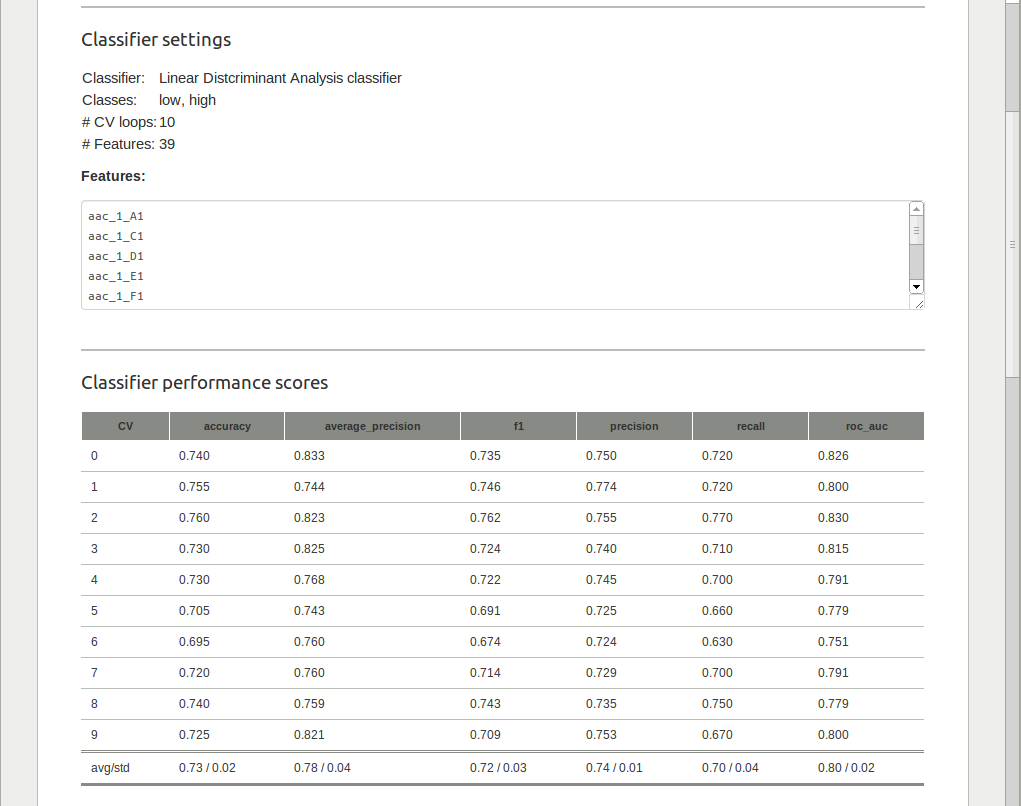 Classifier settings
Classifier: Linear Distcriminant Analysis classifier
Classes: low, high
# CV loops: 10
# Features: 39
Features:
aac_1_A1
aac_1_C1
aac_1_D1
aac_1_E1
aac_1_F1
Classifier performance scores
CV accuracy average_precision f1 precision recall roc_auc
0 0.740 0.833 0.735 0.750 0.720 0.826
1 0.755 0.744 0.746 0.774 0.720 0.800
2 0.760 0.823 0.762 0.755 0.770 0.830
3 0.730 0.825 0.724 0.740 0.710 0.815
4 0.730 0.768 0.722 0.745 0.700 0.791
5 0.705 0.743 0.691 0.725 0.660 0.779
6 0.695 0.760 0.674 0.724 0.630 0.751
7 0.720 0.760 0.714 0.729 0.700 0.791
8 0.740 0.759 0.743 0.735 0.750 0.779
9 0.725 0.821 0.709 0.753 0.670 0.800
avg/std 0.73 / 0.02 0.78 / 0.04 0.72 / 0.03 0.74 / 0.01 0.70 / 0.04 0.80 / 0.02